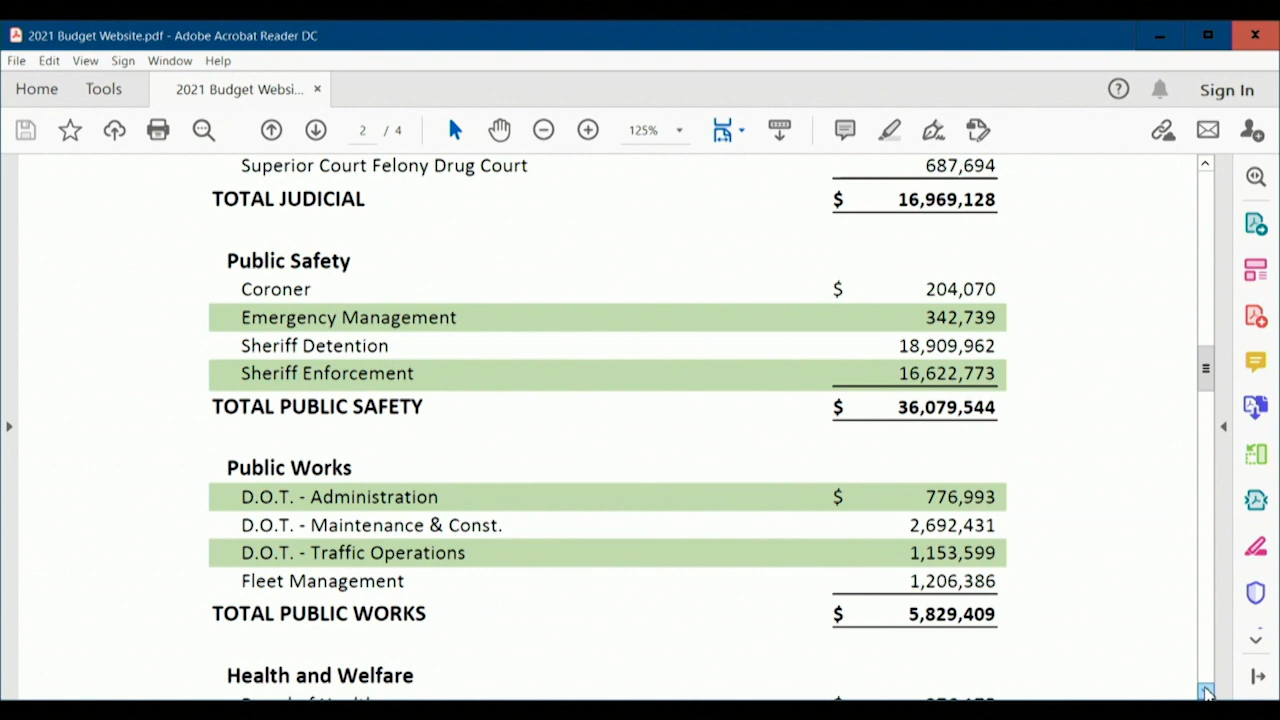 2021 Budget Website.pdf - Adobe Acrobat Reader DC
File Edit View Sign Window Help
Home Tools 2021 Budget Websi... × Sign In
2 / 4 125%
Superior Court Felony Drug Court 687,694
TOTAL JUDICIAL $ 16,969,128
Public Safety
Coroner $ 204,070
Emergency Management 342,739
Sheriff Detention 18,909,962
Sheriff Enforcement 16,622,773
TOTAL PUBLIC SAFETY $ 36,079,544
Public Works
D.O.T. - Administration $ 776,993
D.O.T. - Maintenance & Const. 2,692,431
D.O.T. - Traffic Operations 1,153,599
Fleet Management 1,206,386
TOTAL PUBLIC WORKS $ 5,829,409
Health and Welfare